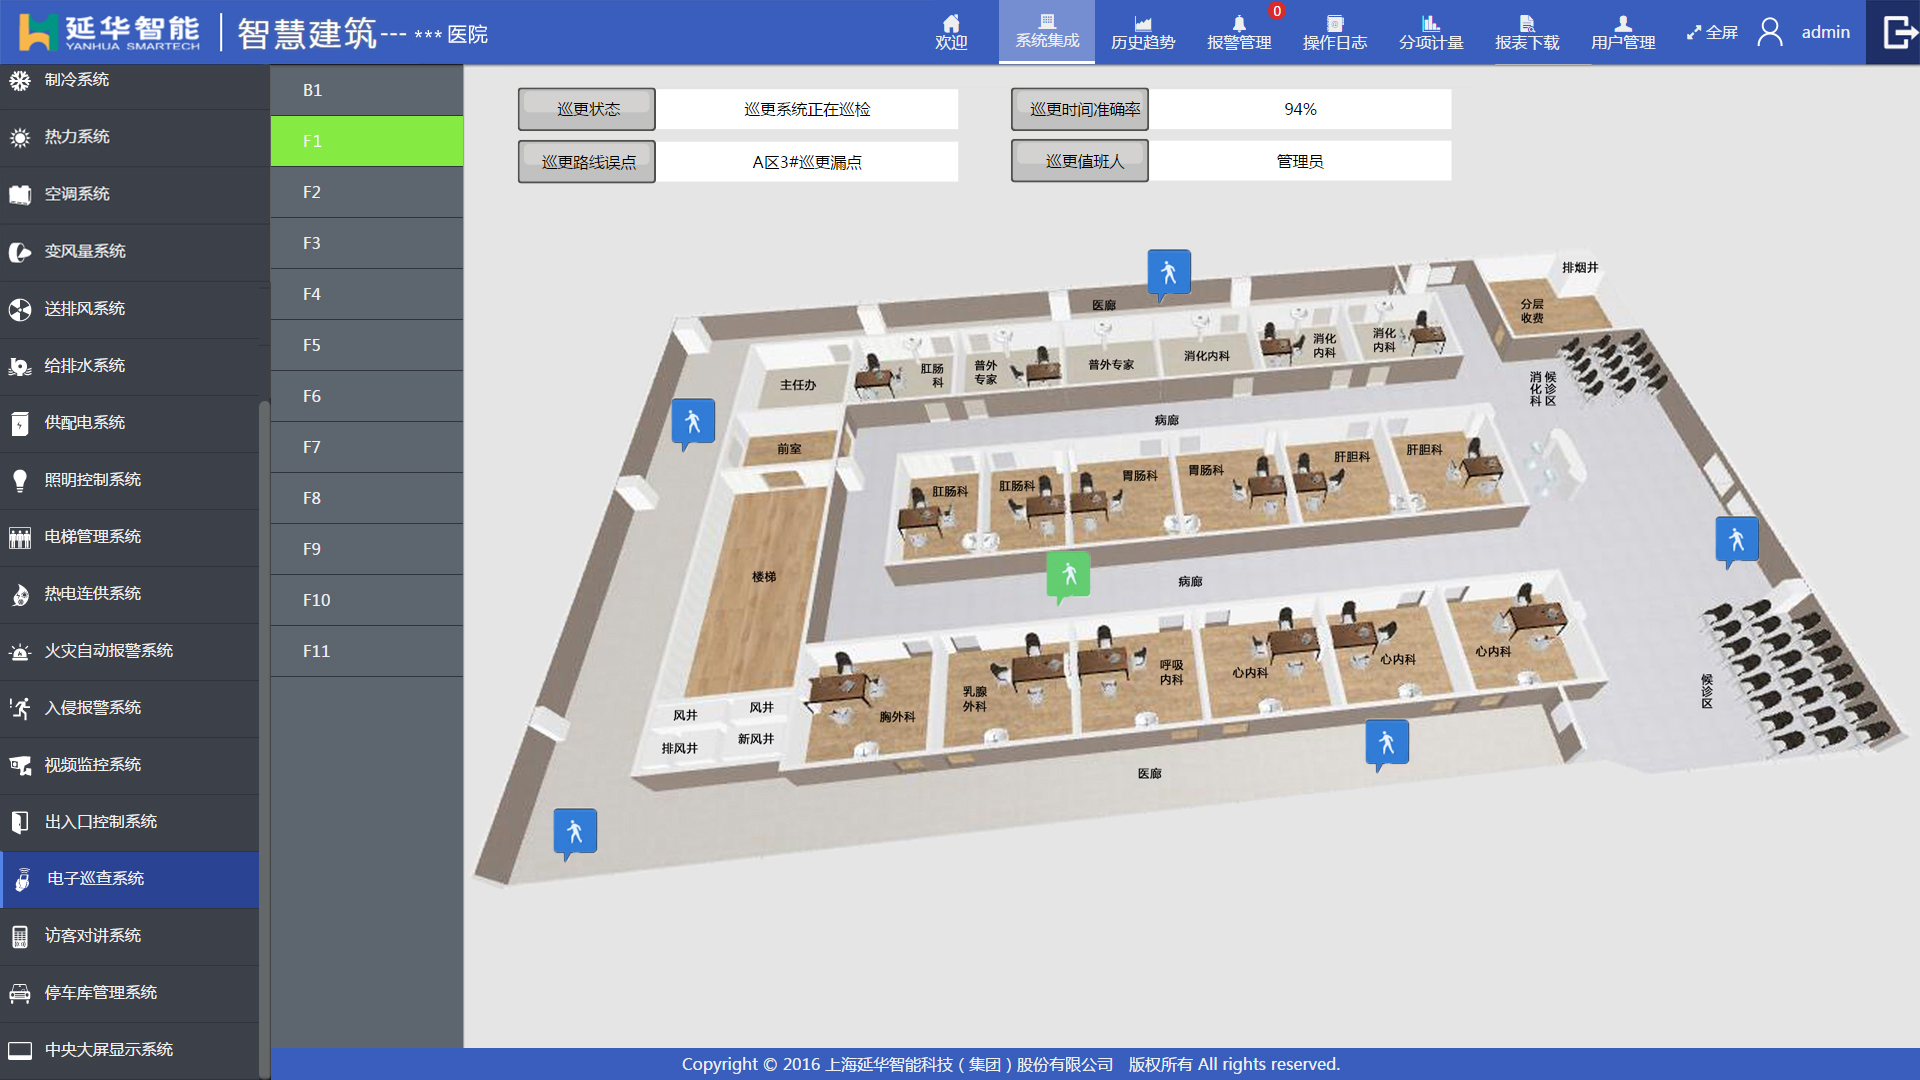 延华智能
YANHUA SMARTECH
智慧建筑--- *** 医院
欢迎
系统集成
历史趋势
报警管理
0
操作日志
分项计量
报表下载
用户管理
全屏
admin
制冷系统
热力系统
空调系统
变风量系统
送排风系统
给排水系统
供配电系统
照明控制系统
电梯管理系统
热电连供系统
火灾自动报警系统
入侵报警系统
视频监控系统
出入口控制系统
电子巡查系统
访客对讲系统
停车库管理系统
中央大屏显示系统
B1
F1
F2
F3
F4
F5
F6
F7
F8
F9
F10
F11
巡更状态
巡更系统正在巡检
巡更时间准确率
94%
巡更路线误点
A区3#巡更漏点
巡更值班人
管理员
排烟井
医廊
分层
收费
消化
内科
消化
内科
消化内科
普外专家
普外
专家
肛肠
科
主任办
消化科
候诊区
病廊
前室
肛肠科
肛肠科
胃肠科
胃肠科
肝胆科
肝胆科
楼梯
病廊
胸外科
乳腺
外科
呼吸
内科
心内科
心内科
心内科
候诊区
风井
风井
排风井
新风井
医廊
Copyright © 2016 上海延华智能科技 ( 集团 ) 股份有限公司 版权所有 All rights reserved.